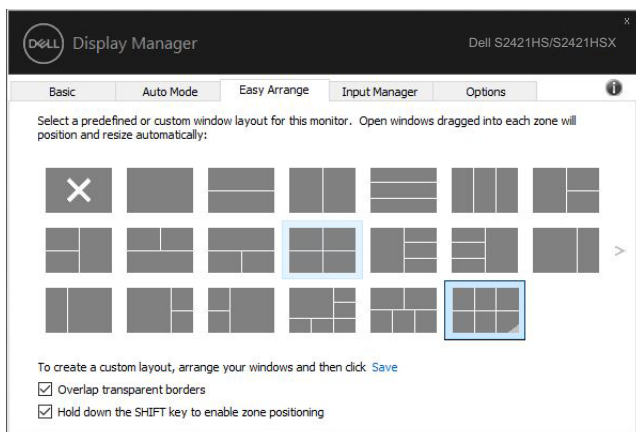 x
DELL Display Manager Dell S2421HS/S2421HSX
Basic Auto Mode Easy Arrange Input Manager Options
Select a predefined or custom window layout for this monitor. Open windows dragged into each zone will
position and resize automatically:
To create a custom layout, arrange your windows and then click Save
Overlap transparent borders
Hold down the SHIFT key to enable zone positioning